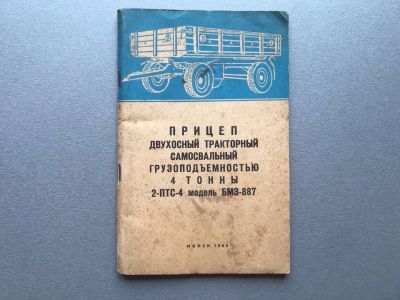 ПРИЦЕП
ДВУХОСНЫЙ ТРАКТОРНЫЙ
САМОСВАЛЬНЫЙ
ГРУЗОПОДЪЕМНОСТЬЮ
4 ТОННЫ
2-ПТС-4 модель БМЗ-887
МИНСК